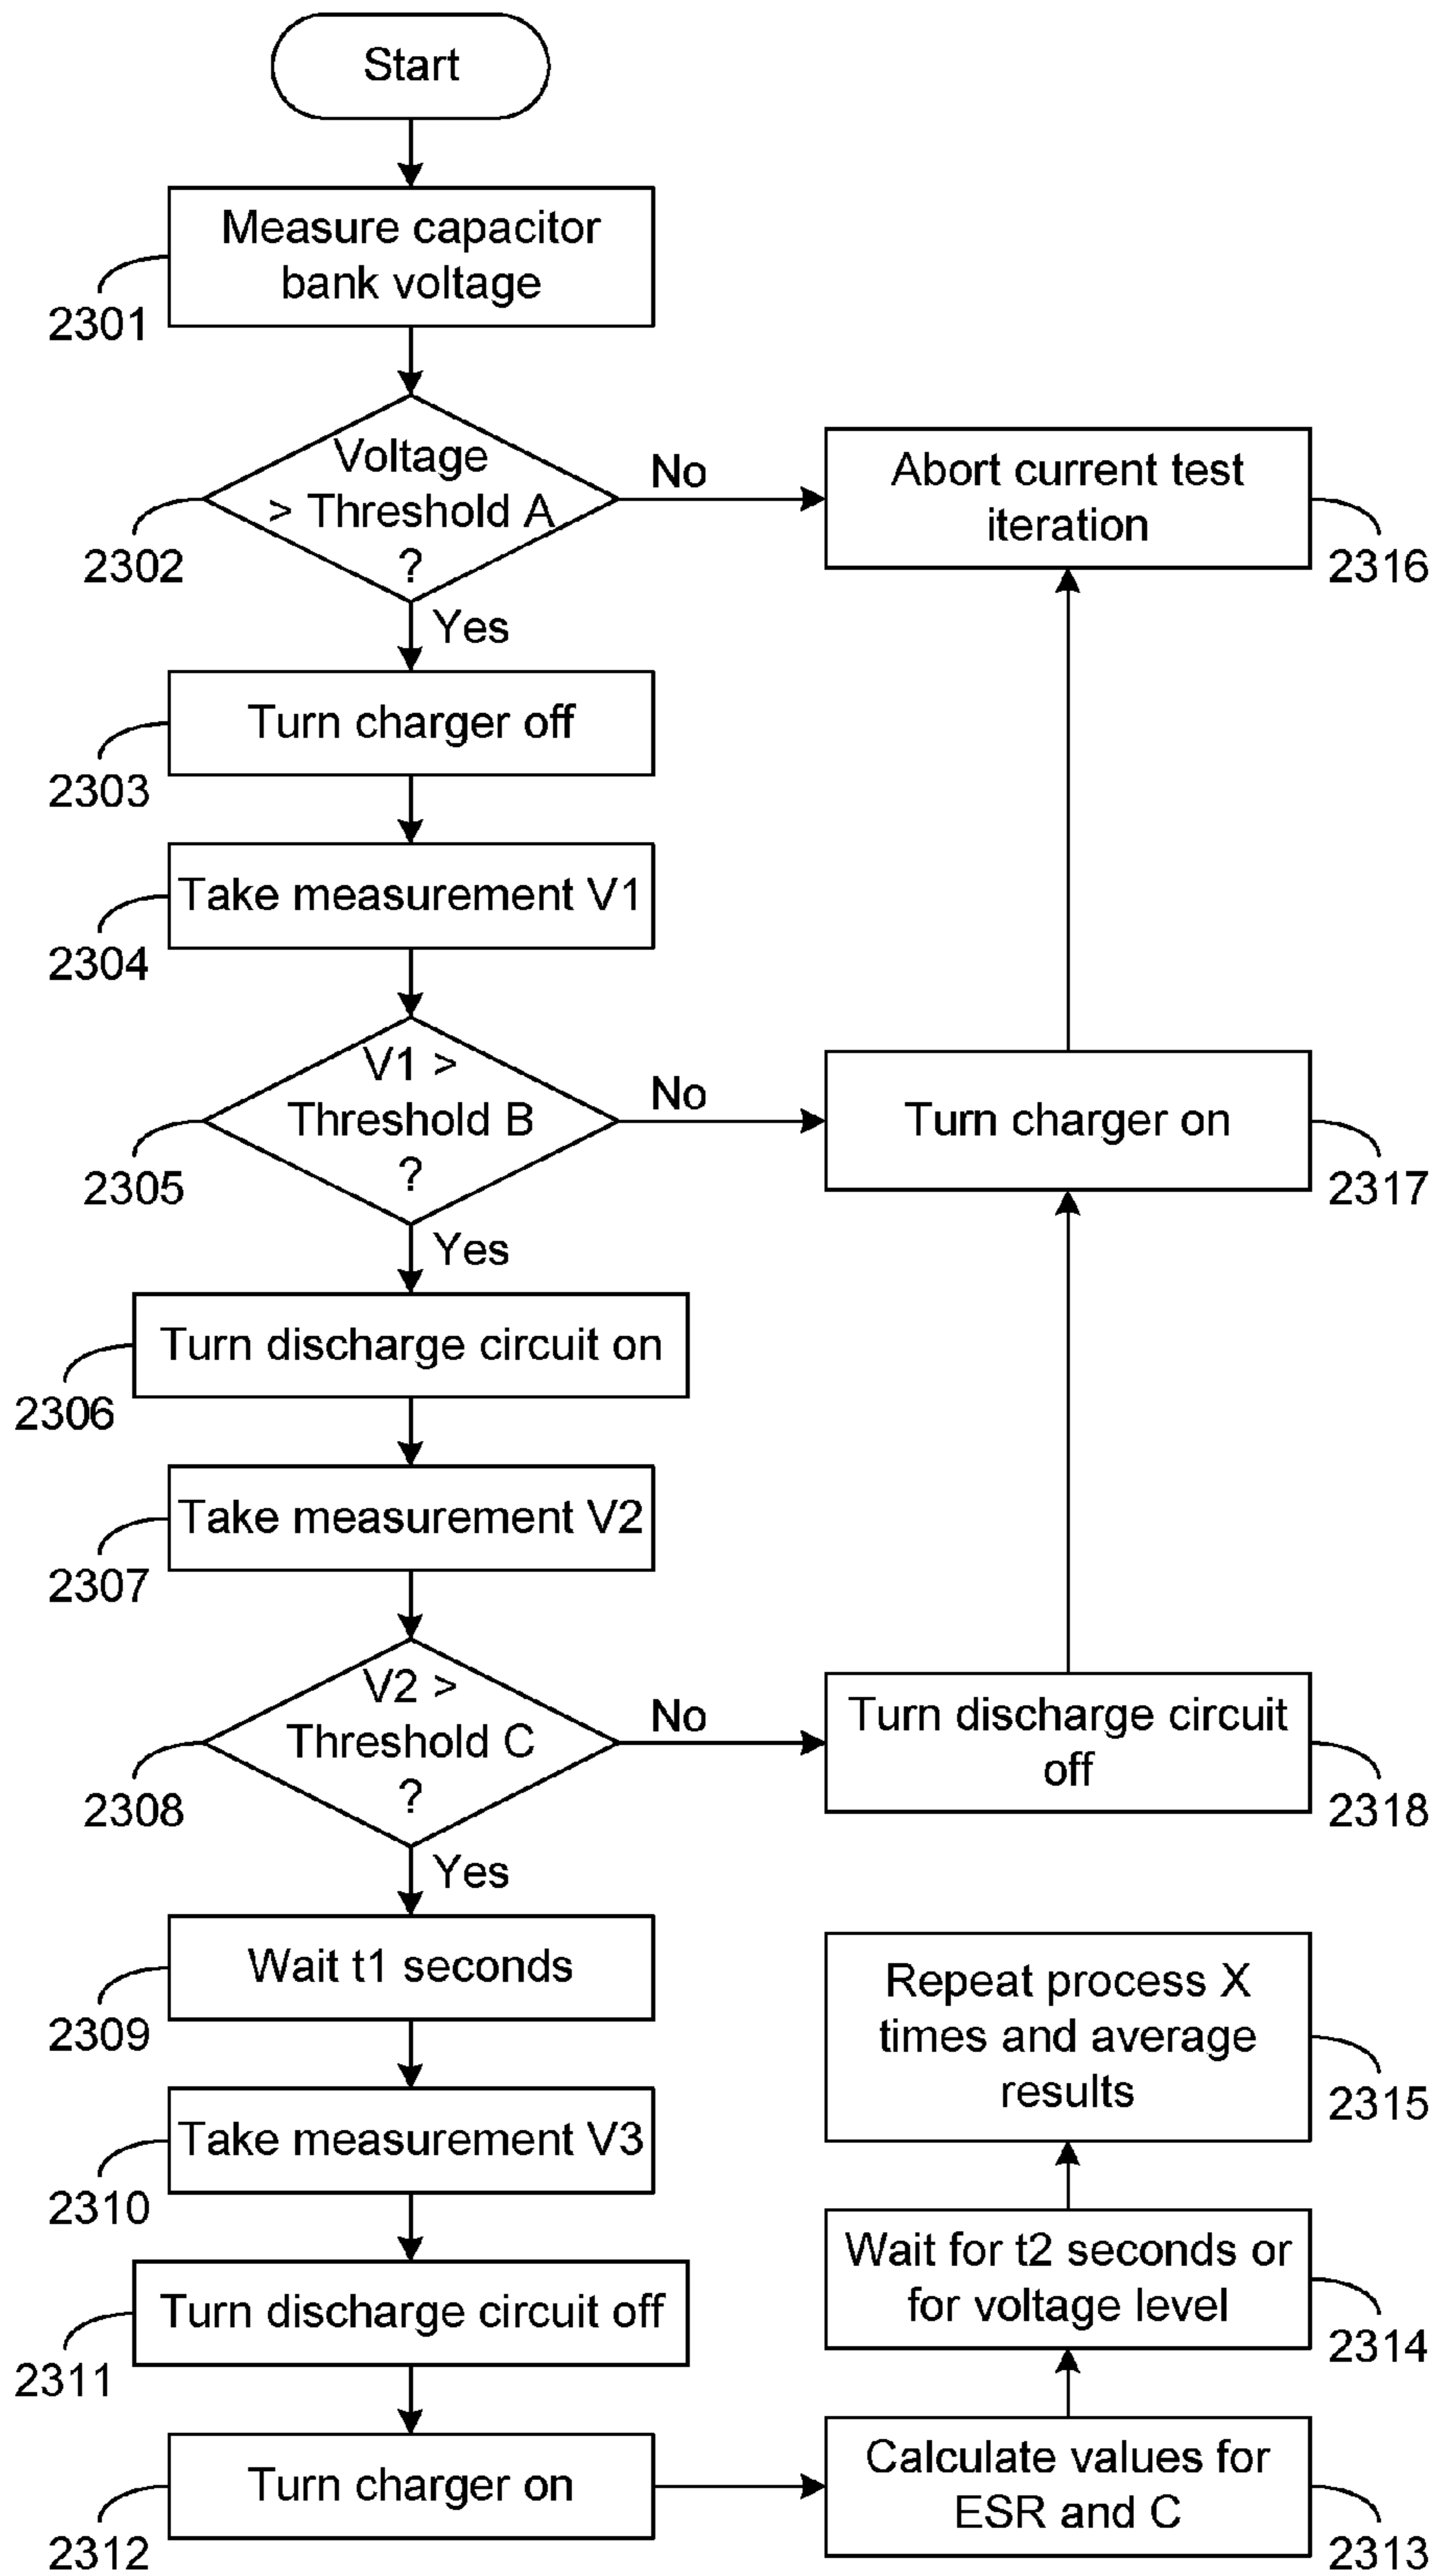 Start
Measure capacitor
bank voltage
2301
Voltage
> Threshold A
?
2302
No
Abort current test
iteration
2316
Yes
Turn charger off
2303
Take measurement V1
2304
V1 >
Threshold B
?
2305
No
Turn charger on
2317
Yes
Turn discharge circuit on
2306
Take measurement V2
2307
V2 >
Threshold C
?
2308
No
Turn discharge circuit
off
2318
Yes
Wait t1 seconds
2309
Take measurement V3
2310
Turn discharge circuit off
2311
Turn charger on
2312
Calculate values for
ESR and C
2313
Wait for t2 seconds or
for voltage level
2314
Repeat process X
times and average
results
2315